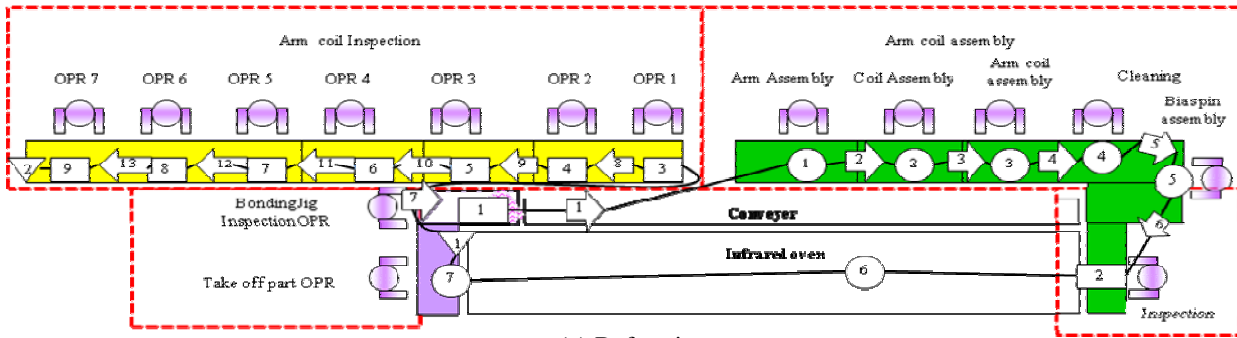 Arm coil Inspection
Arm coil assembly
OPR 7 OPR 6 OPR 5 OPR 4 OPR 3 OPR 2 OPR 1
Arm Assembly Coil Assembly Arm coil assembly Cleaning
Biaspin assembly
2 9 13 8 12 7 11 6 10 5 9 4 8 3
1 2 2 3 3 4 4 5
5
BondingJig
InspectionOPR
7 1 1
Conveyer
6
Infrared oven
1
Take off part OPR
7 6 2
Inspection